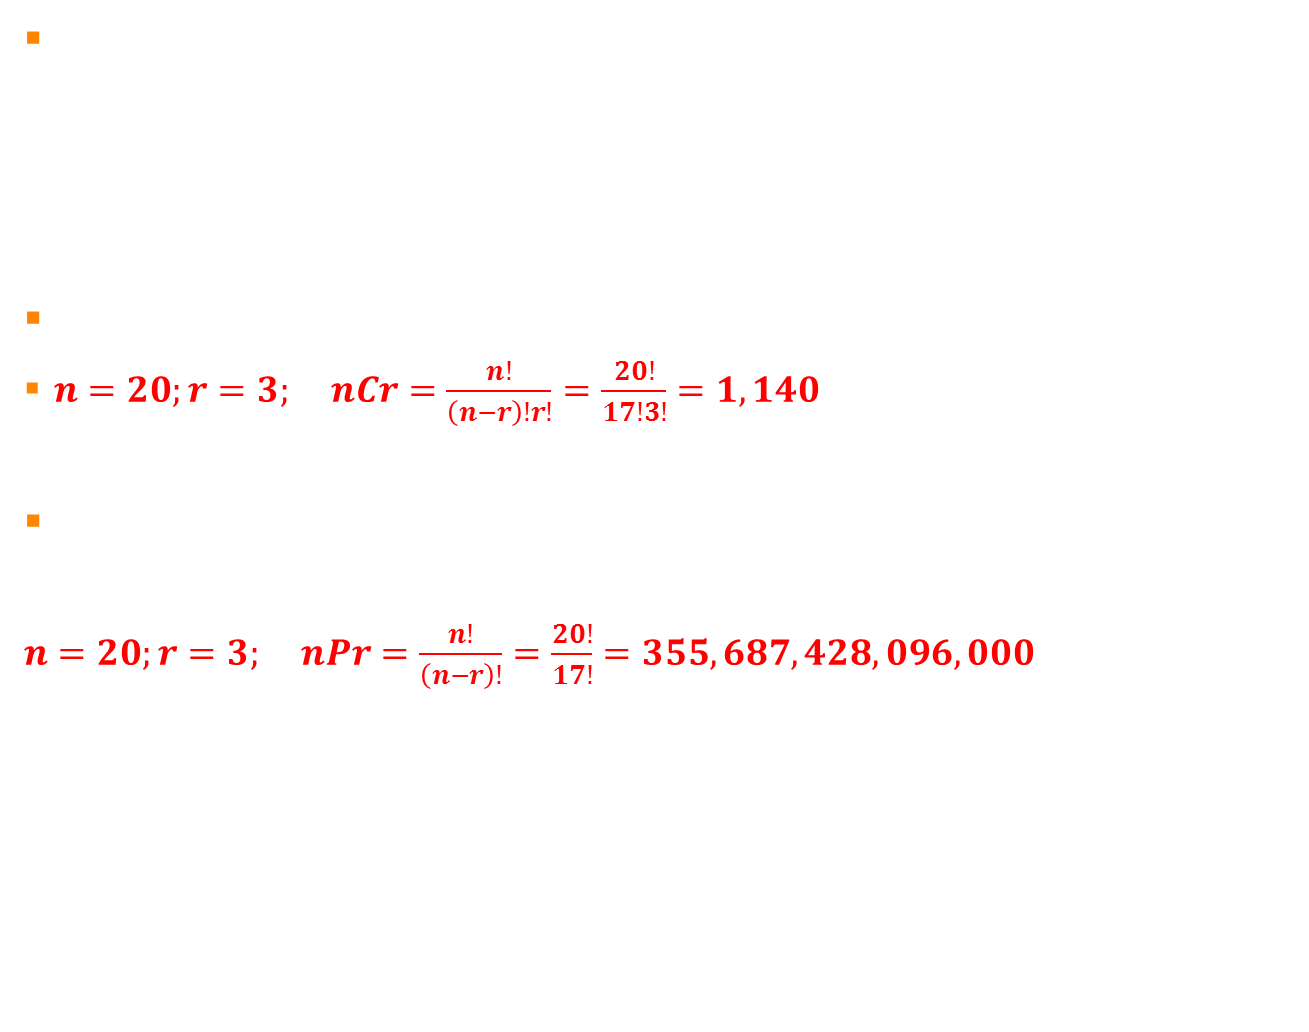 ▪
▪
▪ n = 20; r = 3; nCr = n!/(n−r)!r! = 20!/17!3! = 1,140
▪
n = 20; r = 3; nPr = n!/(n−r)! = 20!/17! = 355,687,428,096,000